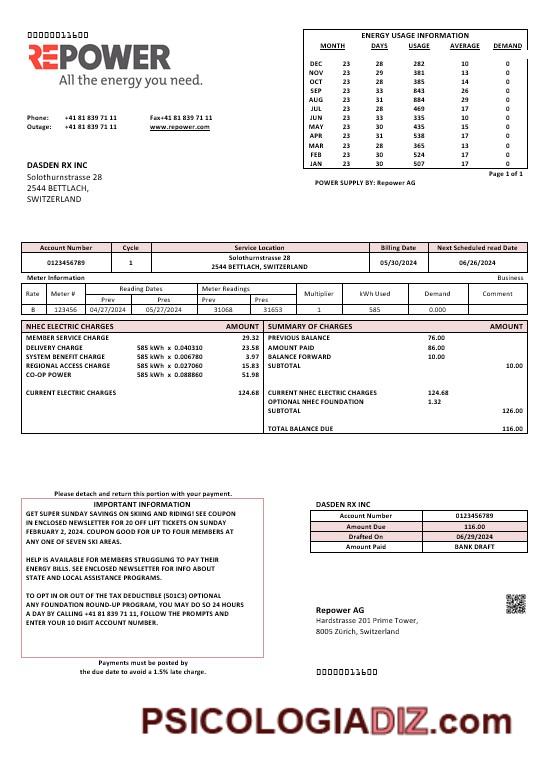 00000011600
REPOWER
All the energy you need.
Phone: +41 81 839 71 11 Fax+41 81 839 71 11
Outage: +41 81 839 71 11 www.repower.com
DASDEN RX INC
Solothurnstrasse 28
2544 BETTLACH,
SWITZERLAND
ENERGY USAGE INFORMATION
MONTH DAYS USAGE AVERAGE DEMAND
DEC 23 28 282 10 0
NOV 23 29 381 13 0
OCT 23 28 385 14 0
SEP 23 33 843 26 0
AUG 23 31 884 29 0
JUL 23 28 469 17 0
JUN 23 33 335 10 0
MAY 23 30 435 15 0
APR 23 31 538 17 0
MAR 23 28 365 13 0
FEB 23 30 524 17 0
JAN 23 30 507 17 0
Page 1 of 1
POWER SUPPLY BY: Repower AG
Account Number Cycle Service Location Billing Date Next Scheduled read Date
0123456789 1 Solothurnstrasse 28 05/30/2024 06/26/2024
2544 BETTLACH, SWITZERLAND
Meter Information Business
Rate Meter # Reading Dates Meter Readings Multiplier kWh Used Demand Comment
Prev Pres Prev Pres
B 123456 04/27/2024 05/27/2024 31068 31653 1 585 0.000
NHEC ELECTRIC CHARGES AMOUNT
MEMBER SERVICE CHARGE 29.32
DELIVERY CHARGE 585 kWh x 0.040310 23.58
SYSTEM BENEFIT CHARGE 585 kWh x 0.006780 3.97
REGIONAL ACCESS CHARGE 585 kWh x 0.027060 15.83
CO-OP POWER 585 kWh x 0.088860 51.98
CURRENT ELECTRIC CHARGES 124.68
SUMMARY OF CHARGES AMOUNT
PREVIOUS BALANCE 76.00
AMOUNT PAID 86.00
BALANCE FORWARD 10.00
SUBTOTAL 10.00
CURRENT NHEC ELECTRIC CHARGES 124.68
OPTIONAL NHEC FOUNDATION 1.32
SUBTOTAL 126.00
TOTAL BALANCE DUE 116.00
Please detach and return this portion with your payment.
IMPORTANT INFORMATION
GET SUPER SUNDAY SAVINGS ON SKIING AND RIDING! SEE COUPON
IN ENCLOSED NEWSLETTER FOR 20 OFF LIFT TICKETS ON SUNDAY
FEBRUARY 2, 2024. COUPON GOOD FOR UP TO FOUR MEMBERS AT
ANY ONE OF SEVEN SKI AREAS.
HELP IS AVAILABLE FOR MEMBERS STRUGGLING TO PAY THEIR
ENERGY BILLS. SEE ENCLOSED NEWSLETTER FOR INFO ABOUT
STATE AND LOCAL ASSISTANCE PROGRAMS.
TO OPT IN OR OUT OF THE TAX DEDUCTIBLE (501C3) OPTIONAL
ANY FOUNDATION ROUND-UP PROGRAM, YOU MAY DO SO 24 HOURS
A DAY BY CALLING +41 81 839 71 11, FOLLOW THE PROMPTS AND
ENTER YOUR 10 DIGIT ACCOUNT NUMBER.
Payments must be posted by
the due date to avoid a 1.5% late charge.
DASDEN RX INC
Account Number 0123456789
Amount Due 116.00
Drafted On 06/29/2024
Amount Paid BANK DRAFT
Repower AG
Hardstrasse 201 Prime Tower,
8005 Zürich, Switzerland
00000011600
PSICOLOGIADIZ.com